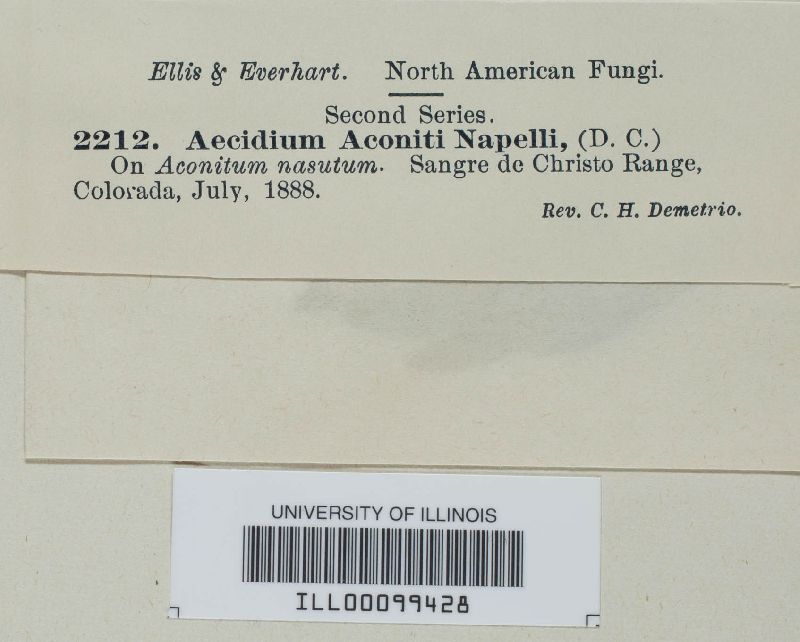 Ellis & Everhart. North American Fungi.
Second Series.
2212. Aecidium Aconiti Napelli, (D. C.)
On Aconitum nasutum. Sangre de Christo Range,
Colorada, July, 1888.
Rev. C. H. Demetrio.
UNIVERSITY OF ILLINOIS
ILL00099428